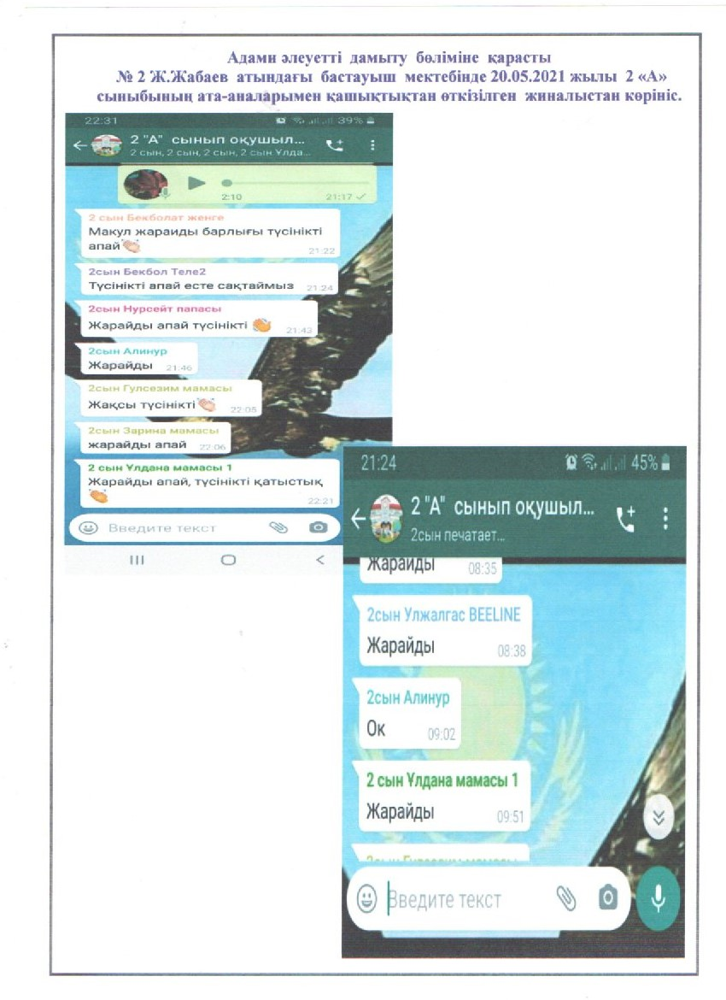 Адами әлеуетті дамыту бөліміне қарасты
№ 2 Ж.Жабаев атындағы бастауыш мектебінде 20.05.2021 жылы 2 «А»
сыныбының ата-аналарымен қашықтықтан өткізілген жиналыстан көрініс.
22:31 39%
2 "А" сынып оқушыл...
2 сын, 2 сын, 2 сын, 2 сын Ұлда...
2:10 21:17
2 сын Бекболат женге
Макул жараиды барлығы түсінікті
апай
21:22
2сын Бекбол Теле2
Түсінікті апай есте сақтаймыз 21:24
2сын Нурсейт папасы
Жарайды апай түсінікті 21:43
2сын Алинур
Жарайды 21:46
2сын Гулсезим мамасы
Жақсы түсінікті 22:05
2сын Зарина мамасы
жарайды апай 22:06
2 сын Ұлдана мамасы 1
Жарайды апай, түсінікті қатыстық
22:21
Введите текст
21:24 45%
2 "А" сынып оқушыл...
2сын печатает...
Жарайды 08:35
2сын Улжалгас BEELINE
Жарайды 08:38
2сын Алинур
Ок 09:02
2 сын Ұлдана мамасы 1
Жарайды 09:51
2сын Гулсезим мамасы
Введите текст